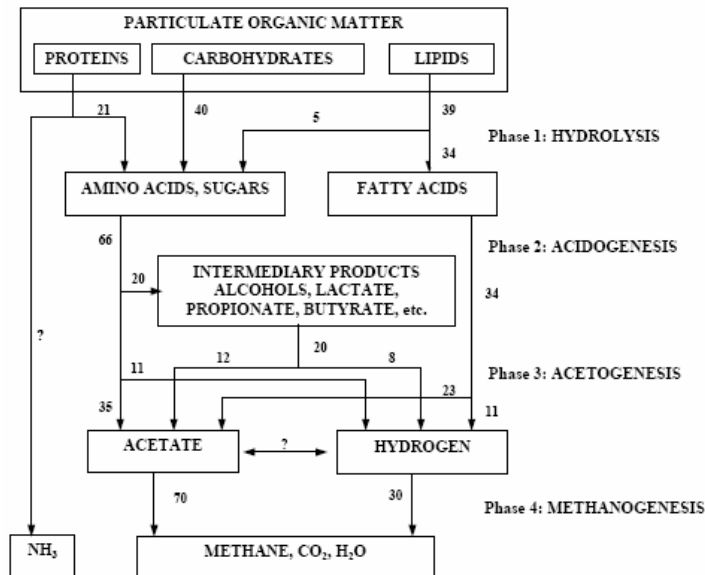 PARTICULATE ORGANIC MATTER
PROTEINS
CARBOHYDRATES
LIPIDS
21
40
5
39
Phase 1: HYDROLYSIS
34
AMINO ACIDS, SUGARS
FATTY ACIDS
66
Phase 2: ACIDOGENESIS
20
INTERMEDIARY PRODUCTS
ALCOHOLS, LACTATE,
PROPIONATE, BUTYRATE, etc.
34
?
20
11
12
8
Phase 3: ACETOGENESIS
23
35
11
ACETATE
?
HYDROGEN
70
30
Phase 4: METHANOGENESIS
NH₃
METHANE, CO₂, H₂O